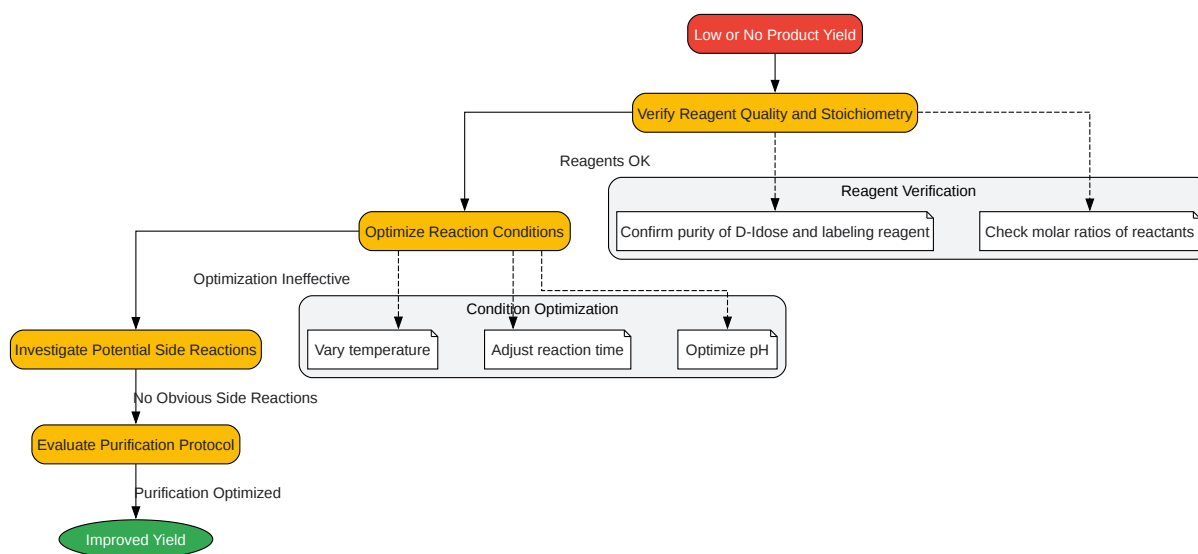 Low or No Product Yield
Verify Reagent Quality and Stoichiometry
Reagents OK
Reagent Verification
Confirm purity of D-Idose and labeling reagent
Check molar ratios of reactants
Optimize Reaction Conditions
Optimization Ineffective
Condition Optimization
Vary temperature
Adjust reaction time
Optimize pH
Investigate Potential Side Reactions
No Obvious Side Reactions
Evaluate Purification Protocol
Purification Optimized
Improved Yield